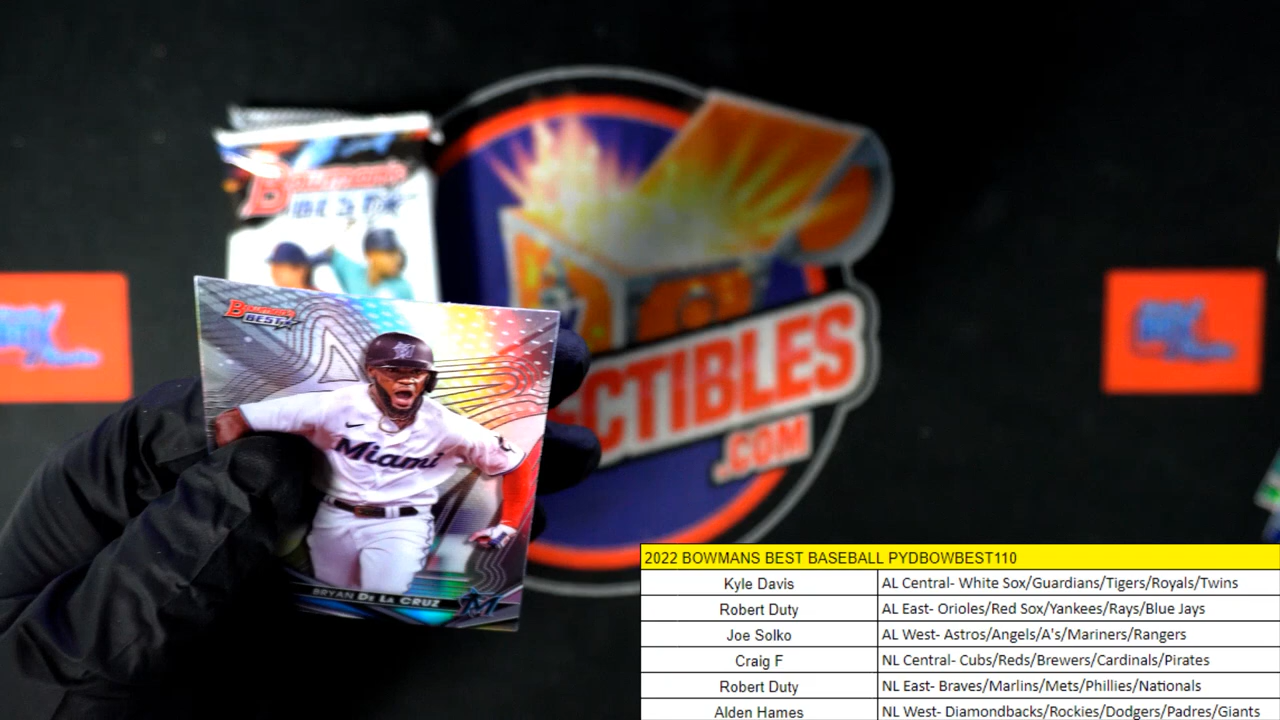 Bowman's
BEST
Bowman's
BEST
Miami
BRYAN DE LA CRUZ
CTIBLES
.COM
2022 BOWMANS BEST BASEBALL PYDBOWBEST110
Kyle Davis AL Central- White Sox/Guardians/Tigers/Royals/Twins
Robert Duty AL East- Orioles/Red Sox/Yankees/Rays/Blue Jays
Joe Solko AL West- Astros/Angels/A's/Mariners/Rangers
Craig F NL Central- Cubs/Reds/Brewers/Cardinals/Pirates
Robert Duty NL East- Braves/Marlins/Mets/Phillies/Nationals
Alden Hames NL West- Diamondbacks/Rockies/Dodgers/Padres/Giants